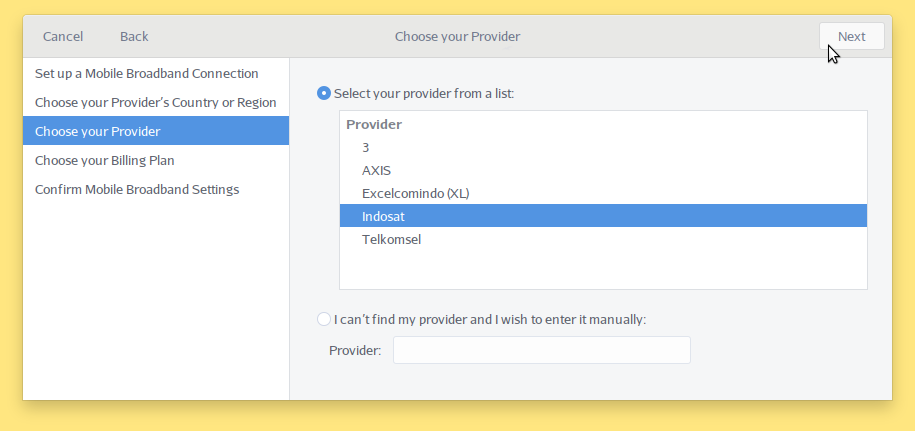 Cancel
Back
Choose your Provider
Next
Set up a Mobile Broadband Connection
Choose your Provider's Country or Region
Choose your Provider
Choose your Billing Plan
Confirm Mobile Broadband Settings
Select your provider from a list:
Provider
3
AXIS
Excelcomindo (XL)
Indosat
Telkomsel
I can't find my provider and I wish to enter it manually:
Provider: